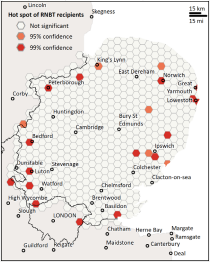 Lincoln
Skegness
15 km
15 mi
Hot spot of RNBT recipients
Not significant
95% confidence
99% confidence
King's Lynn
East Dereham
Norwich
Peterborough
Great
Yarmouth
Lowestoft
Corby
Huntingdon
Bury St
Edmunds
Cambridge
Bedford
Ipswich
Dunstable
Luton
Stevenage
Colchester
Clacton-on-sea
Watford
Chelmsford
High Wycombe
Brentwood
Basildon
Slough
LONDON
Chatham
Herne Bay
Margate
Ramsgate
Canterbury
Guildford
Reigate
Maidstone
Deal